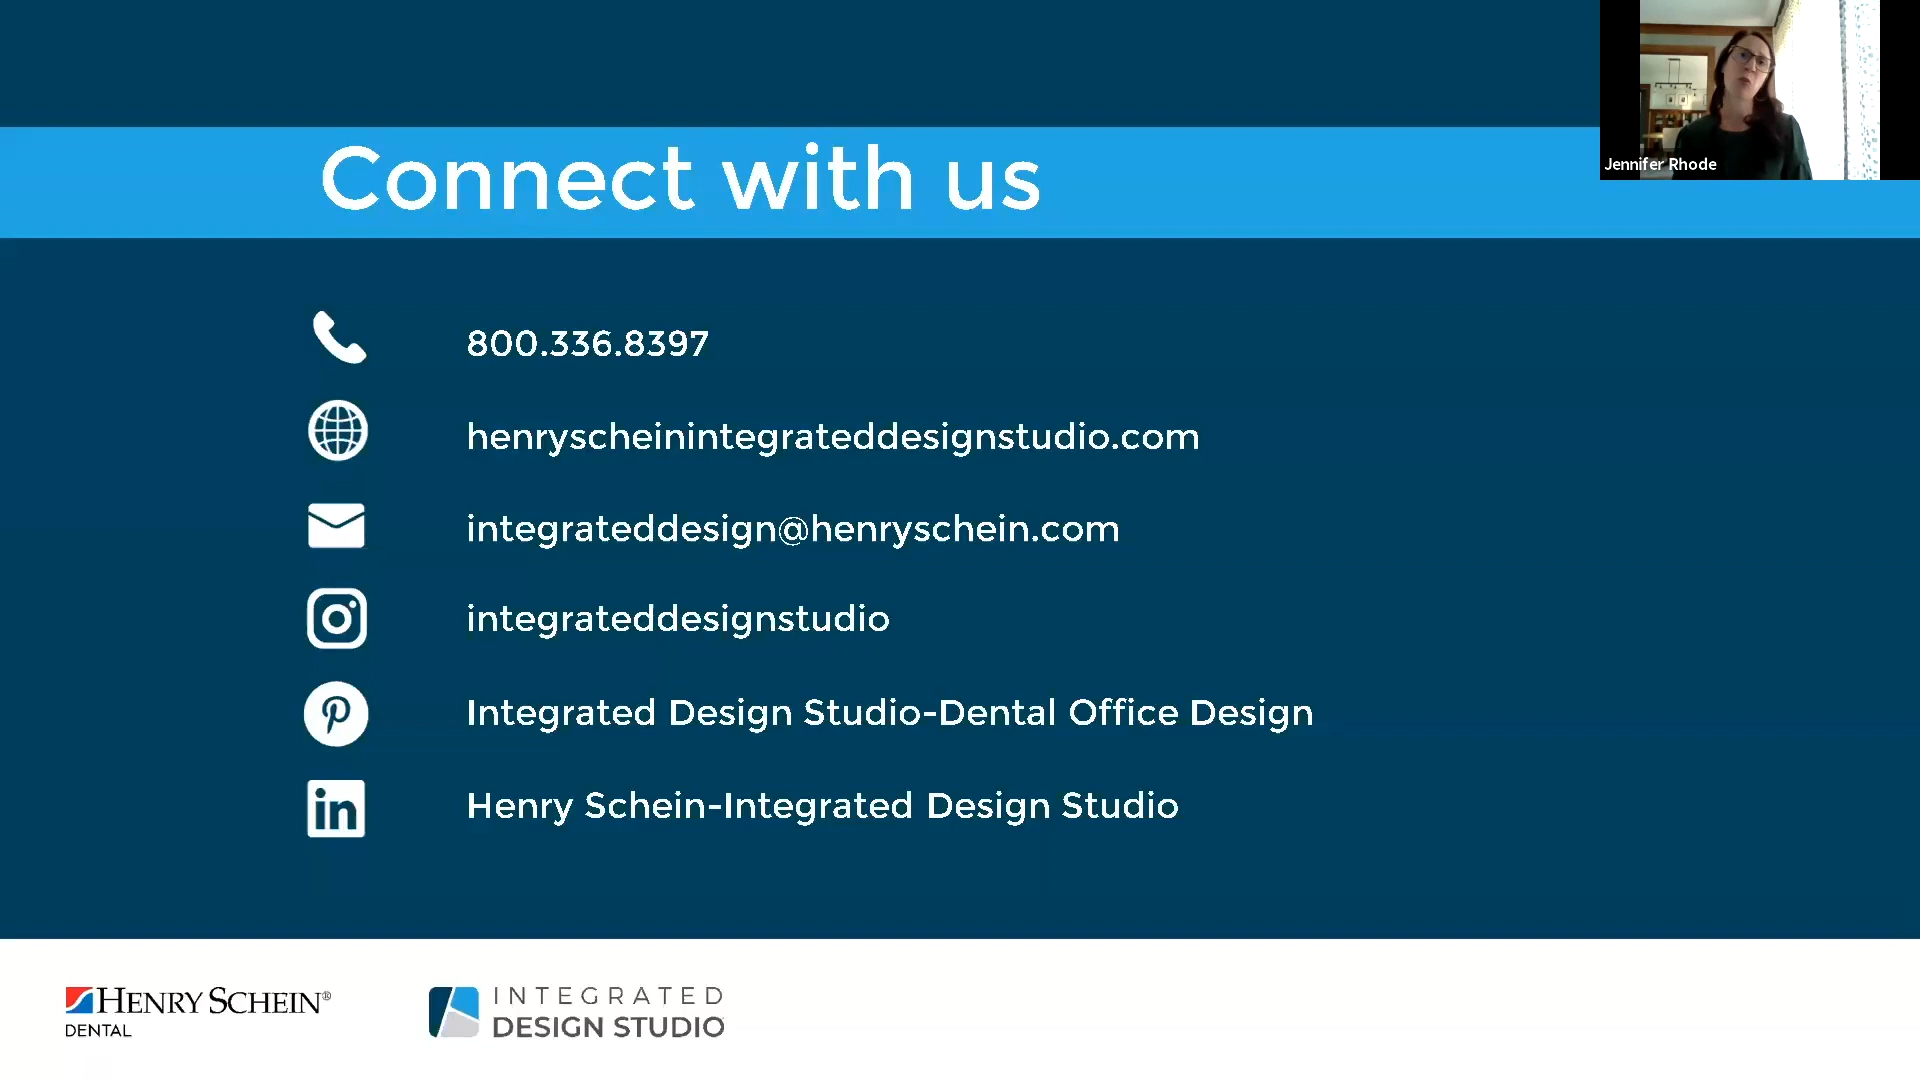 Connect with us
Jennifer Rhode
800.336.8397
henryscheinintegrateddesignstudio.com
integrateddesign@henryschein.com
integrateddesignstudio
Integrated Design Studio-Dental Office Design
in
Henry Schein-Integrated Design Studio
HENRY SCHEIN®
DENTAL
INTEGRATED
DESIGN STUDIO